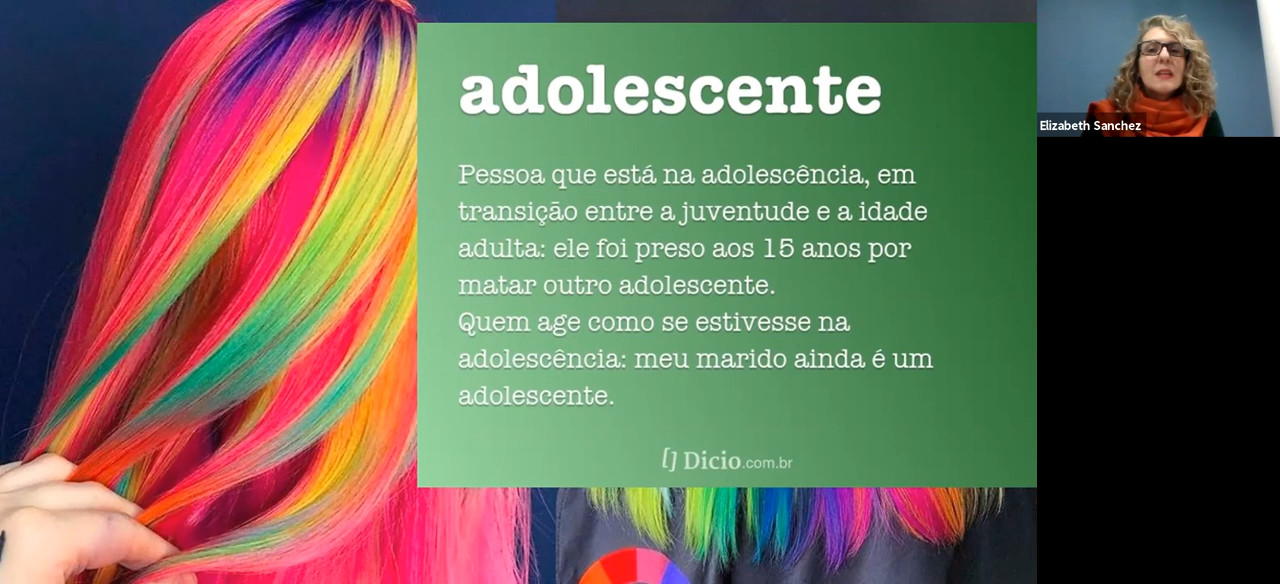 adolescente
Pessoa que está na adolescência, em
transição entre a juventude e a idade
adulta: ele foi preso aos 15 anos por
matar outro adolescente.
Quem age como se estivesse na
adolescência: meu marido ainda é um
adolescente.
[] Dicio.com.br
Elizabeth Sanchez